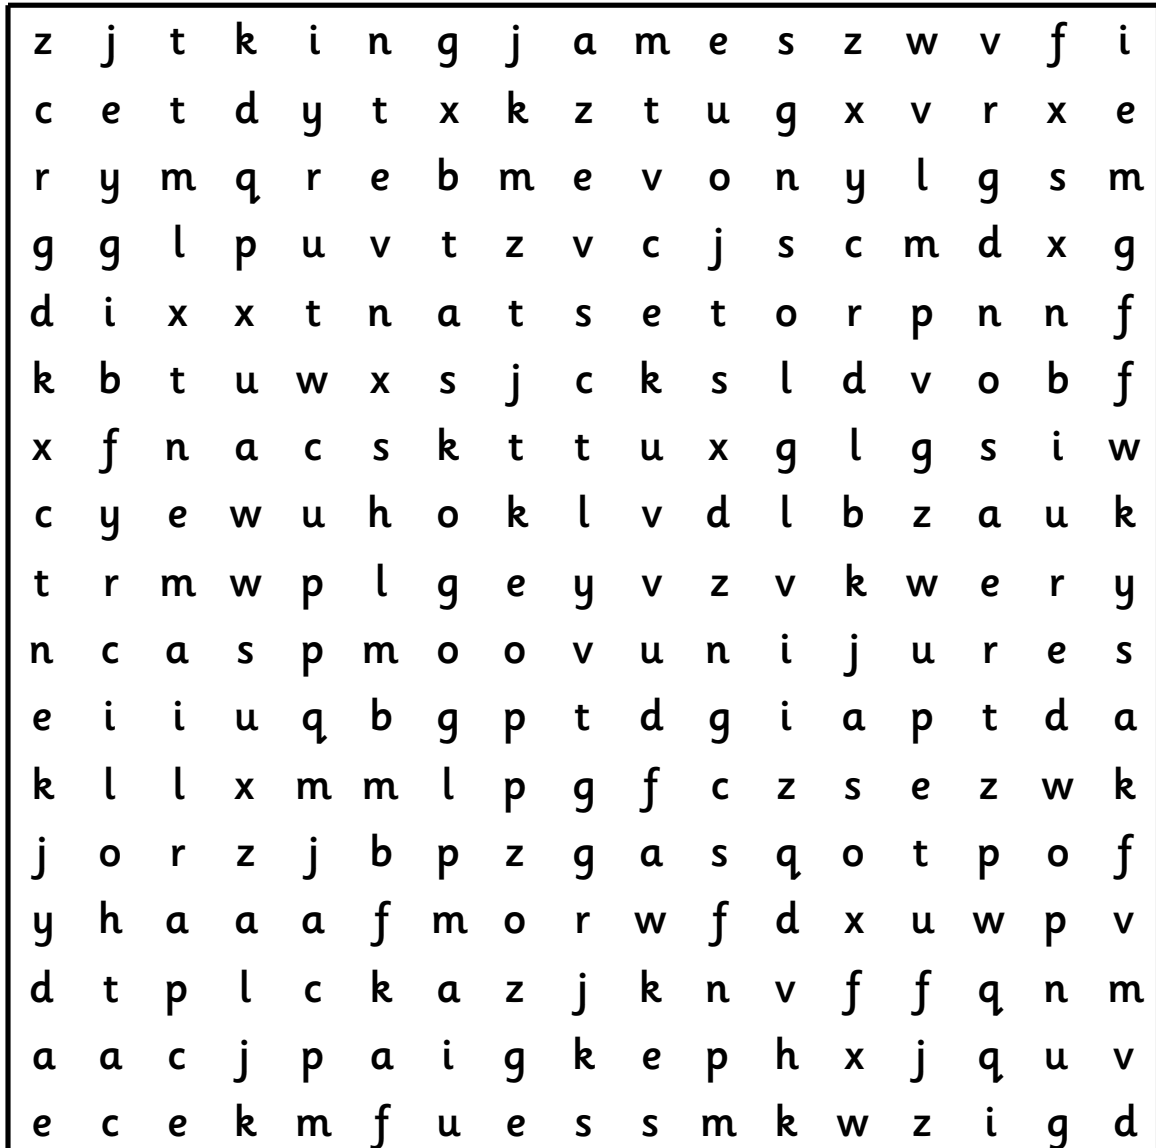 z j t k i n g j a m e s z w v f i
c e t d y t x k z t u g x v r x e
r y m q r e b m e v o n y l g s m
g g l p u v t z v c j s c m d x g
d i x x t n a t s e t o r p n n f
k b t u w x s j c k s l d v o b f
x f n a c s k t t u x g l g s i w
c y e w u h o k l v d l b z a u k
t r m w p l g e y v z v k w e r y
n c a s p m o o v u n i j u r e s
e i i u q b g p t d g i a p t d a
k l l x m m l p g f c z s e z w k
j o r z j b p z g a s q o t p o f
y h a a a f m o r w f d x u w p v
d t p l c k a z j k n v f f q n m
a a c j p a i g k e p h x j q u v
e c e k m f u e s s m k w z i g d